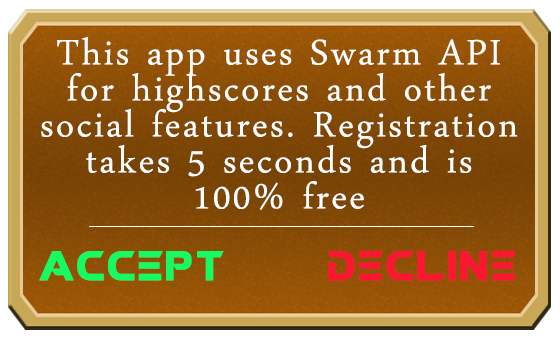 This app uses Swarm API
for highscores and other
social features. Registration
takes 5 seconds and is
100% free
ACCEPT DECLINE